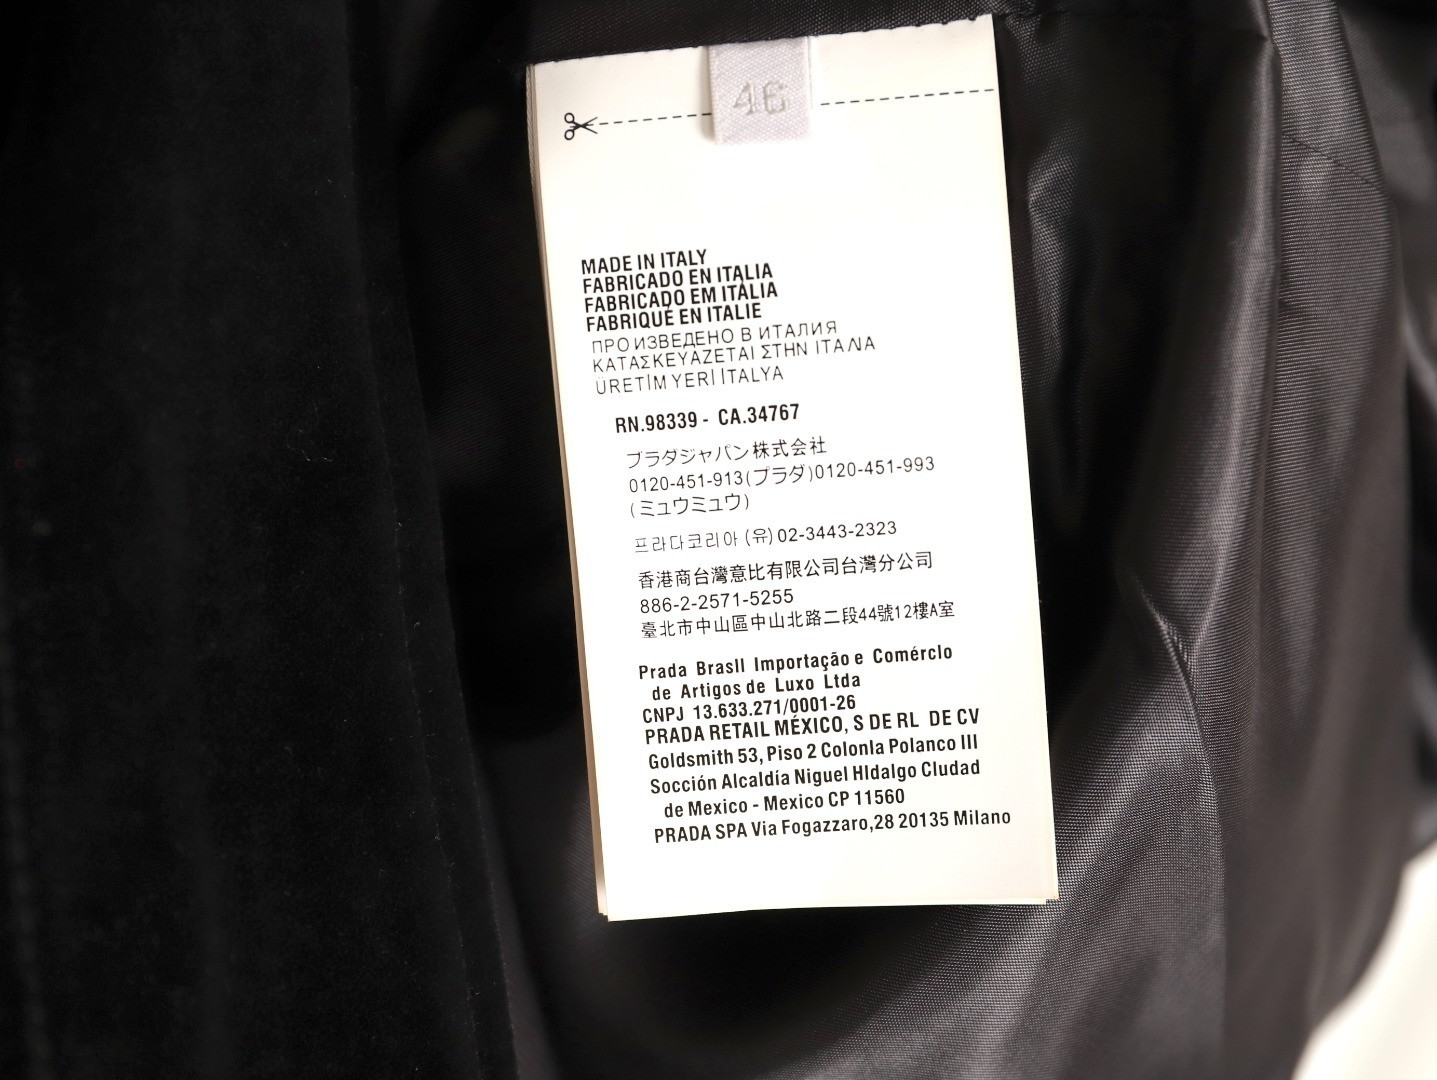 46
MADE IN ITALY
FABRICADO EN ITALIA
FABRICADO EM ITÁLIA
FABRIQUÉ EN ITALIE
ПРОИЗВЕДЕНО В ИТАЛИЯ
ΚΑΤΑΣΚΕΥΑΖΕΤΑΙ ΣΤΗΝ ΙΤΑΛΙΑ
ÜRETİM YERİ İTALYA
RN.98339 - CA.34767
プラダジャパン株式会社
0120-451-913(プラダ)0120-451-993
(ミュウミュウ)
프라다코리아 (유) 02-3443-2323
香港商台灣意比有限公司台灣分公司
886-2-2571-5255
臺北市中山區中山北路二段44號12樓A室
Prada Brasll Importação e Comérclo
de Artigos de Luxo Ltda
CNPJ 13.633.271/0001-26
PRADA RETAIL MÉXICO, S DE RL DE CV
Goldsmith 53, Piso 2 Colonla Polanco III
Socción Alcaldía Niguel HIdalgo Cludad
de Mexico - Mexico CP 11560
PRADA SPA Via Fogazzaro,28 20135 Milano